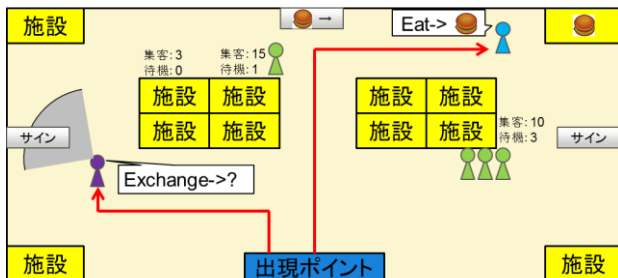 施設
→
Eat->
集客:3
待機:0
集客:15
待機:1
施設
施設
施設
施設
施設
施設
施設
施設
集客:10
待機:3
サイン
サイン
Exchange->?
施設
出現ポイント
施設